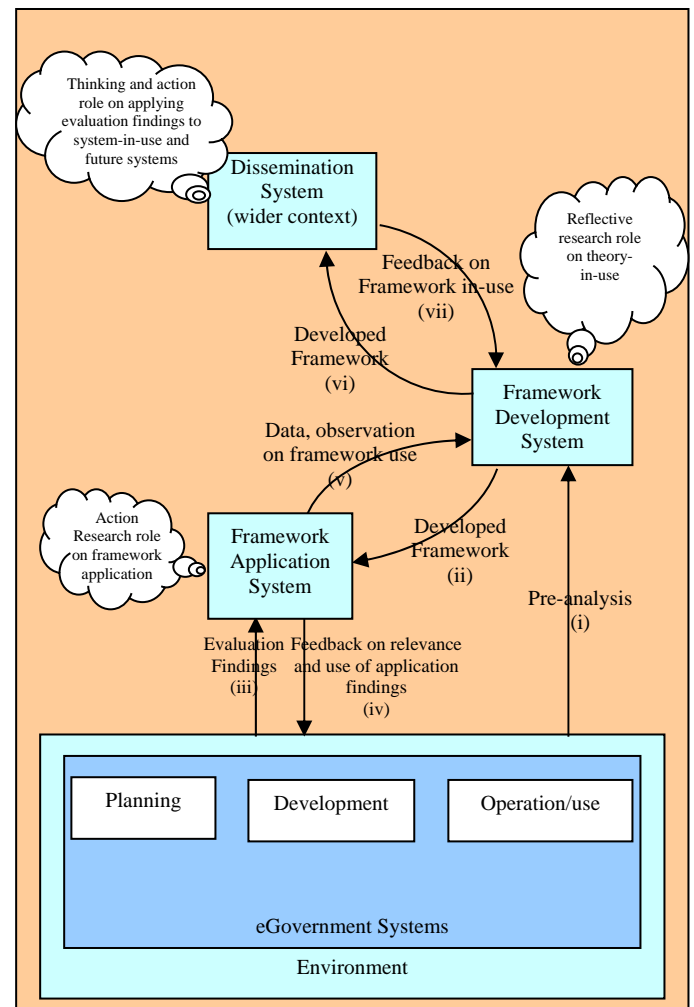 Thinking and action
role on applying
evaluation findings to
system-in-use and
future systems
Dissemination
System
(wider context)
Reflective
research role
on theory-
in-use
Feedback on
Framework in-use
(vii)
Developed
Framework
(vi)
Framework
Development
System
Data, observation
on framework use
(v)
Action
Research role
on framework
application
Framework
Application
System
Developed
Framework
(ii)
Pre-analysis
(i)
Evaluation
Findings
(iii)
Feedback on relevance
and use of application
findings
(iv)
Planning
Development
Operation/use
eGovernment Systems
Environment